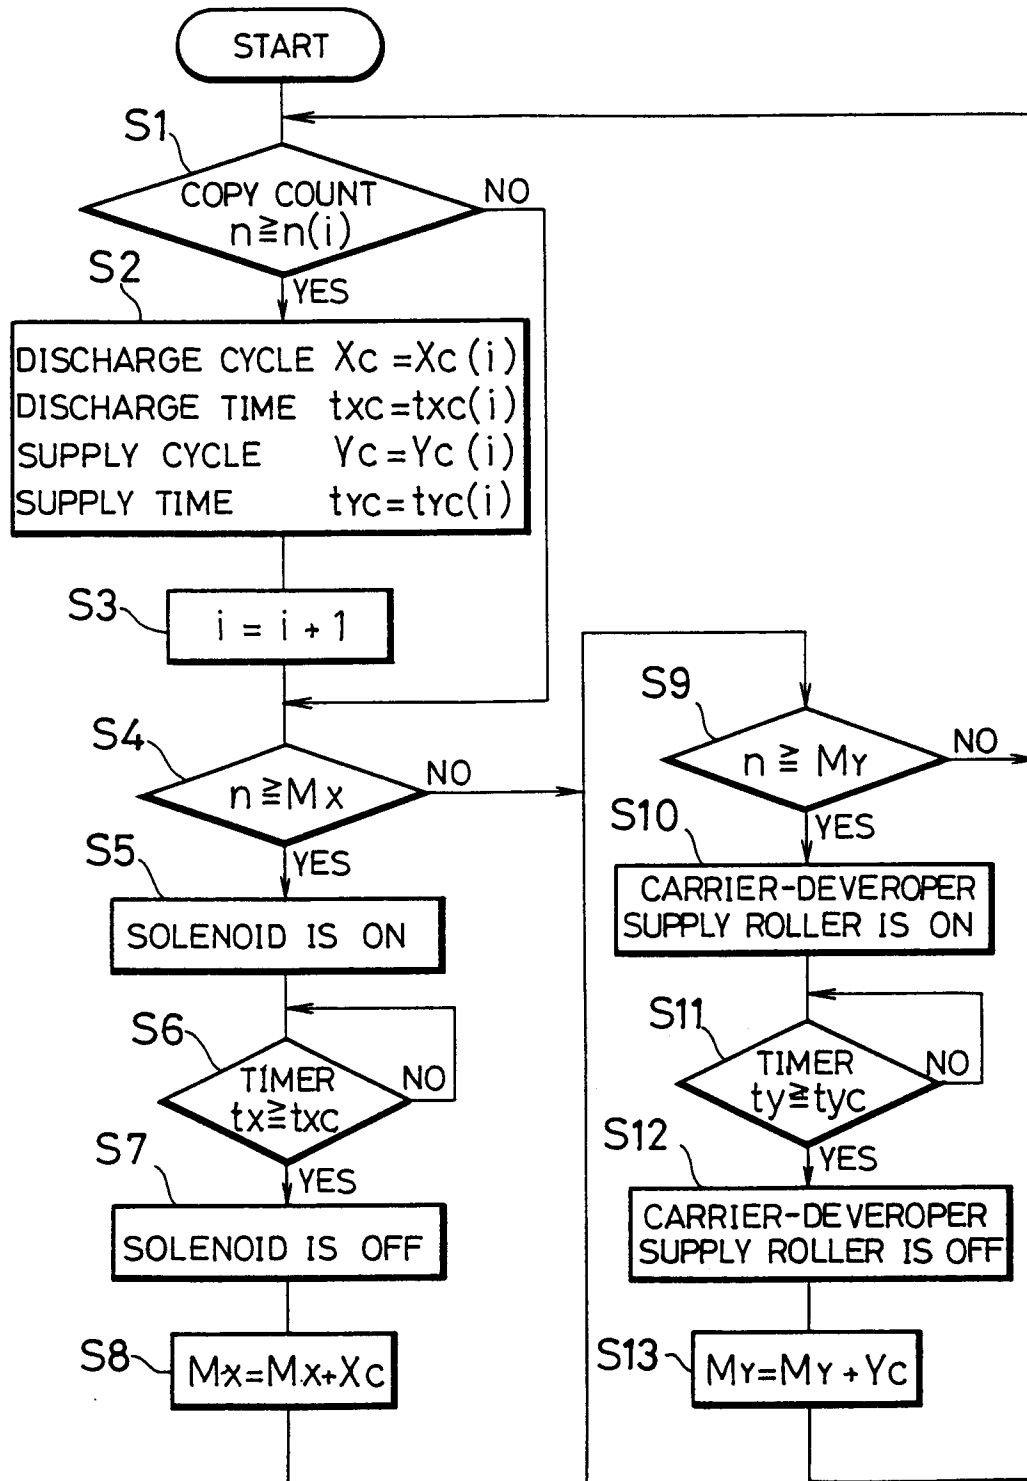 START
S1
COPY COUNT
n≧n(i)
NO
YES
S2
DISCHARGE CYCLE Xc = Xc (i)
DISCHARGE TIME txc = txc(i)
SUPPLY CYCLE Yc = Yc (i)
SUPPLY TIME tyc = tyc(i)
S3
i = i + 1
S4
n ≧ Mx
NO
YES
S5
SOLENOID IS ON
S6
TIMER
tx≧txc
NO
YES
S7
SOLENOID IS OFF
S8
Mx=Mx+Xc
S9
n ≧ MY
NO
YES
S10
CARRIER-DEVEROPER
SUPPLY ROLLER IS ON
S11
TIMER
ty≧tyc
NO
YES
S12
CARRIER-DEVEROPER
SUPPLY ROLLER IS OFF
S13
MY=MY+Yc